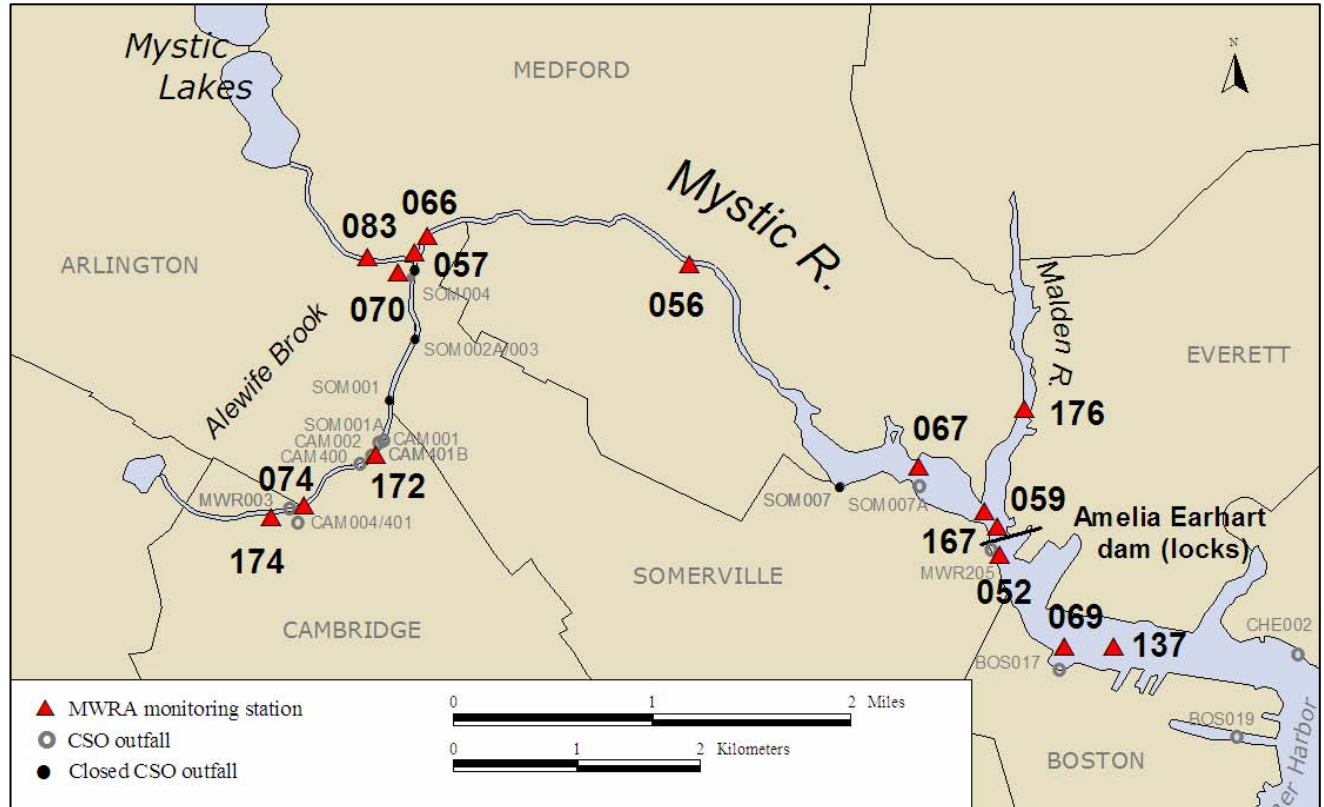 Mystic
Lakes
MEDFORD
N
Mystic R.
066
083
ARLINGTON
057
070
SOM004
056
Malden R.
EVERETT
SOM002A/003
Alewife Brook
SOM001
176
SOM001A
CAM002
CAM001
CAM400
CAM401B
067
172
074
MWR003
SOM007
SOM007A
059
CAM004/401
Amelia Earhart
dam (locks)
174
167
MWR205
052
SOMERVILLE
CAMBRIDGE
069
137
CHE002
BOS017
BOS019
BOSTON
er Harbor
MWRA monitoring station
CSO outfall
Closed CSO outfall
0 1 2 Miles
0 1 2 Kilometers